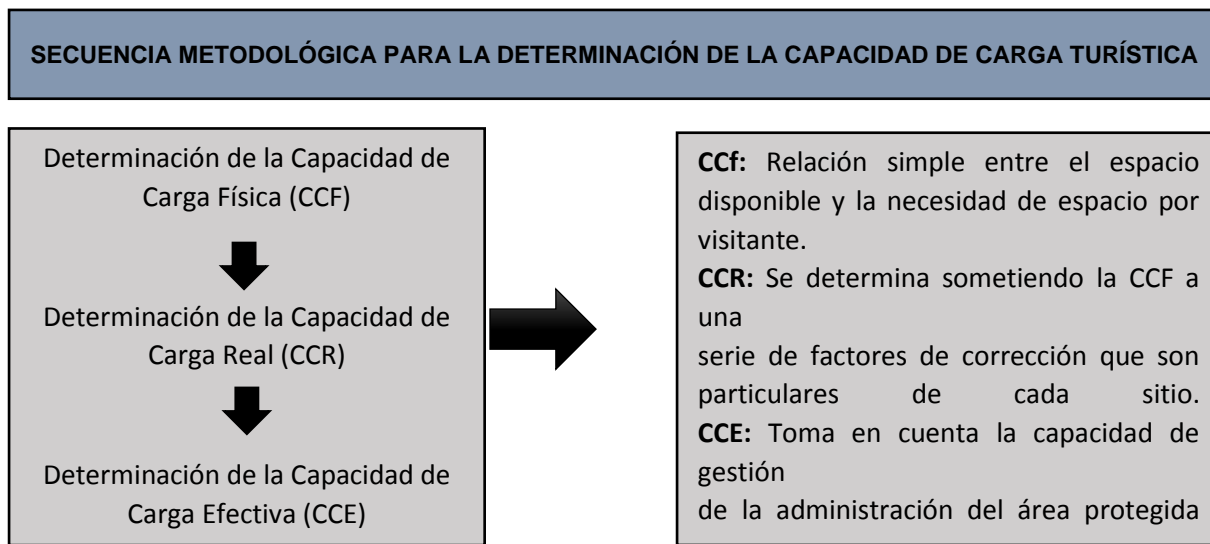 SECUENCIA METODOLÓGICA PARA LA DETERMINACIÓN DE LA CAPACIDAD DE CARGA TURÍSTICA
Determinación de la Capacidad de
Carga Física (CCF)
Determinación de la Capacidad de
Carga Real (CCR)
Determinación de la Capacidad de
Carga Efectiva (CCE)
CCf: Relación simple entre el espacio
disponible y la necesidad de espacio por
visitante.
CCR: Se determina sometiendo la CCF a
una
serie de factores de corrección que son
particulares de cada sitio.
CCE: Toma en cuenta la capacidad de
gestión
de la administración del área protegida